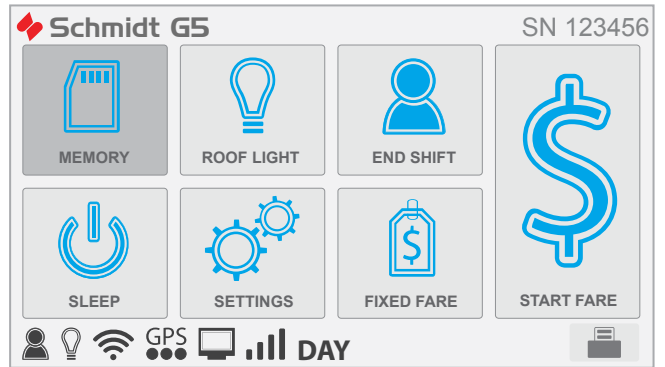 Schmidt G5 SN 123456
MEMORY ROOF LIGHT END SHIFT
$
SLEEP SETTINGS $ FIXED FARE START FARE
GPS DAY